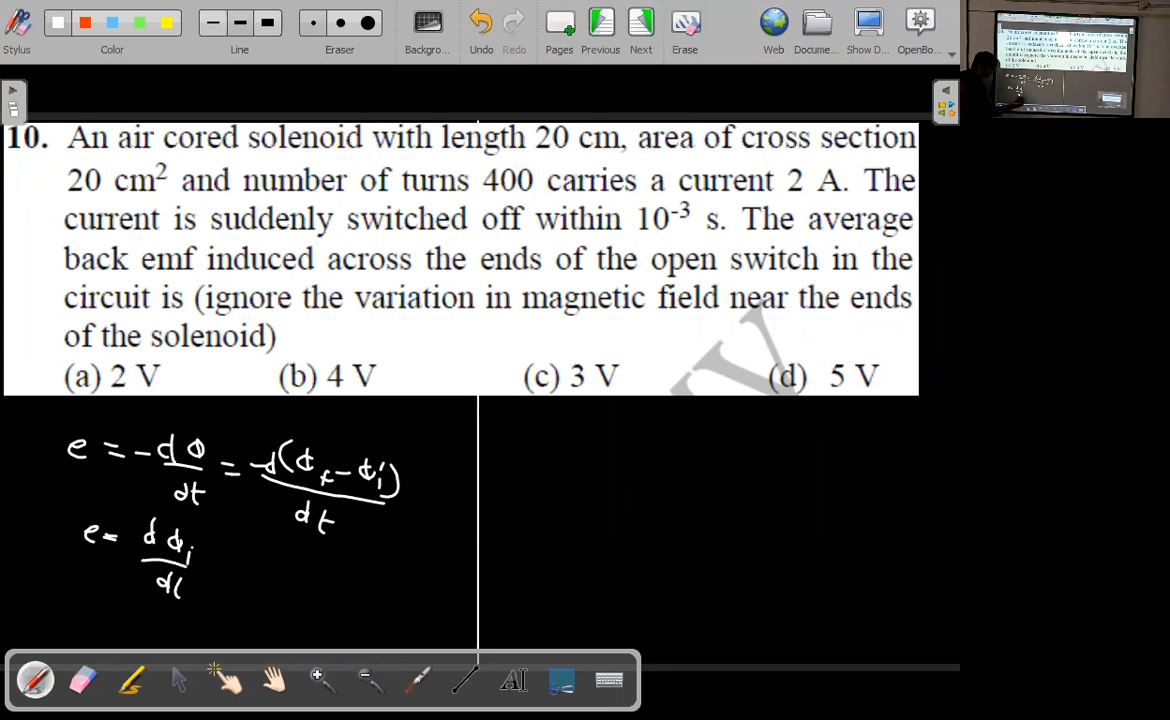 Stylus Color Line Eraser Backgro... Undo Redo Pages Previous Next Erase Web Docume... Show D... OpenBo...
10. An air cored solenoid with length 20 cm, area of cross section
20 cm² and number of turns 400 carries a current 2 A. The
current is suddenly switched off within 10⁻³ s. The average
back emf induced across the ends of the open switch in the
circuit is (ignore the variation in magnetic field near the ends
of the solenoid)
(a) 2 V (b) 4 V (c) 3 V (d) 5 V
V
e = -dΦ/dt = -d(Φf - Φi)/dt
e = dΦi/dt
AI